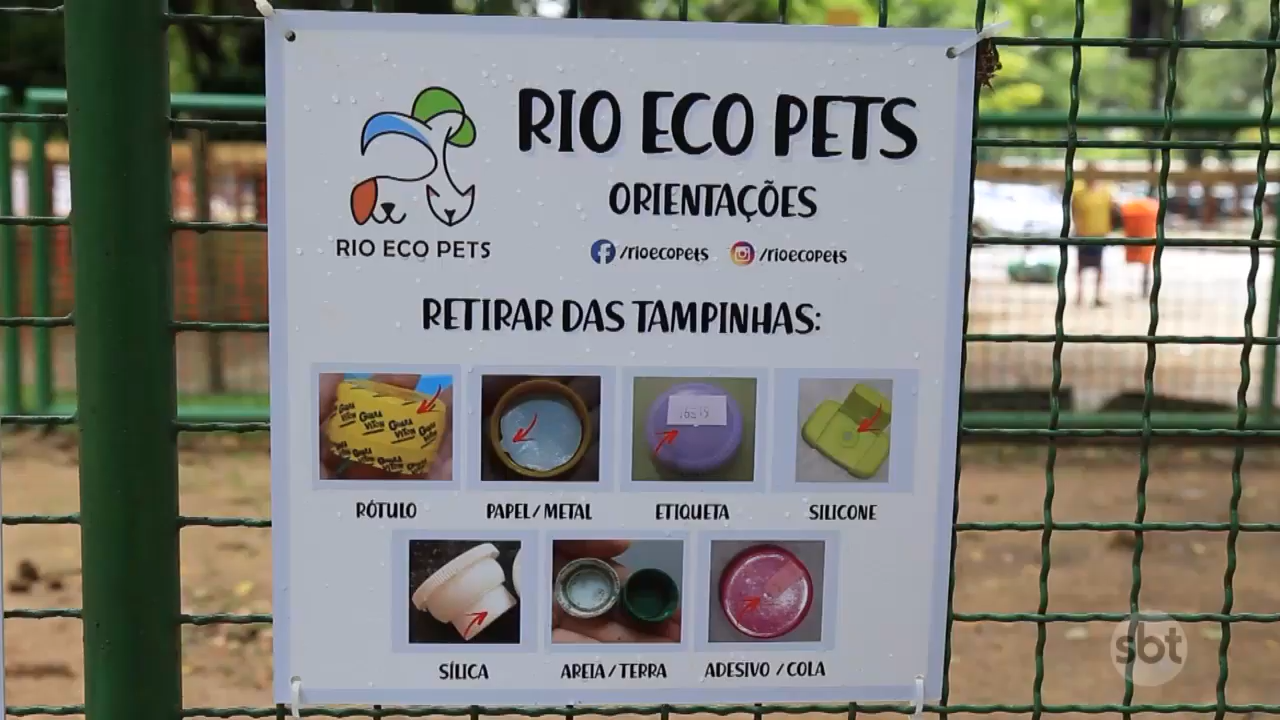 RIO ECO PETS
ORIENTAÇÕES
RIO ECO PETS
/rioecopets /rioecopets
RETIRAR DAS TAMPINHAS:
RÓTULO PAPEL/METAL ETIQUETA SILICONE
SÍLICA AREIA/TERRA ADESIVO/COLA
sbt